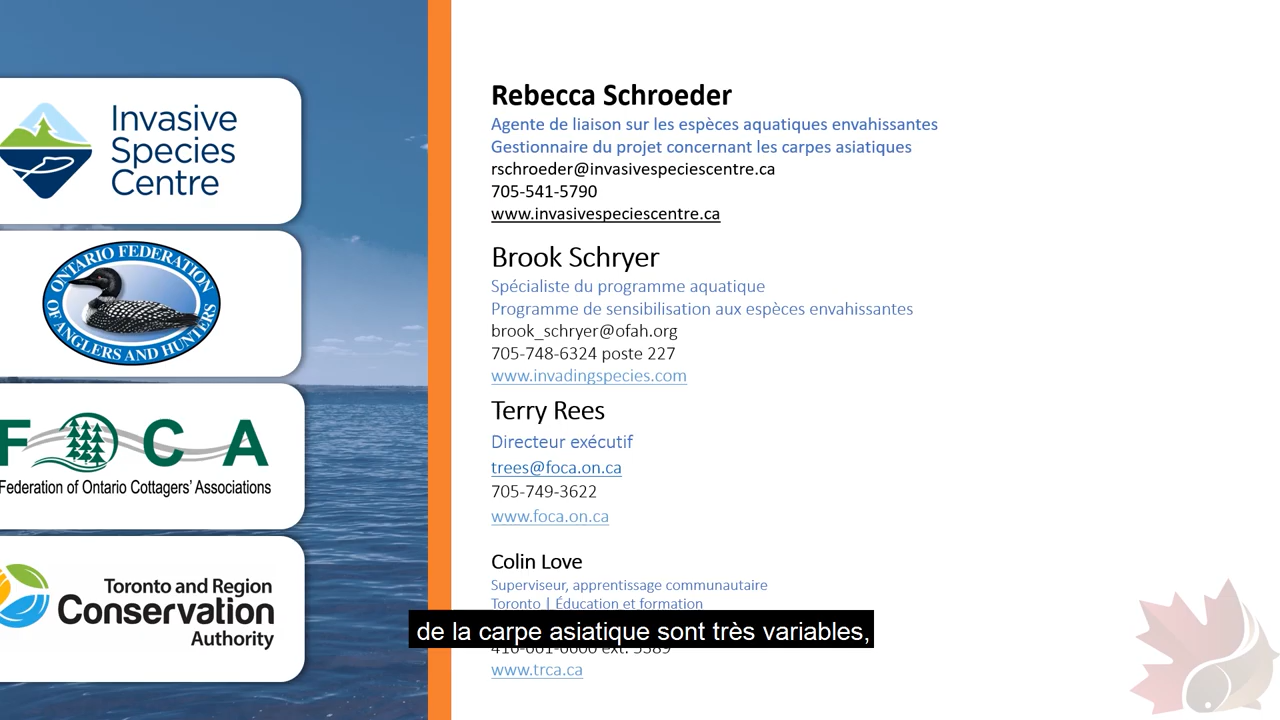 Invasive
Species
Centre
ONTARIO FEDERATION
OF ANGLERS AND HUNTERS
FOCA
Federation of Ontario Cottagers' Associations
Toronto and Region
Conservation
Authority
Rebecca Schroeder
Agente de liaison sur les espèces aquatiques envahissantes
Gestionnaire du projet concernant les carpes asiatiques
rschroeder@invasivespeciescentre.ca
705-541-5790
www.invasivespeciescentre.ca
Brook Schryer
Spécialiste du programme aquatique
Programme de sensibilisation aux espèces envahissantes
brook_schryer@ofah.org
705-748-6324 poste 227
www.invadingspecies.com
Terry Rees
Directeur exécutif
trees@foca.on.ca
705-749-3622
www.foca.on.ca
Colin Love
Superviseur, apprentissage communautaire
Toronto | Éducation et formation
de la carpe asiatique sont très variables,
www.trca.ca